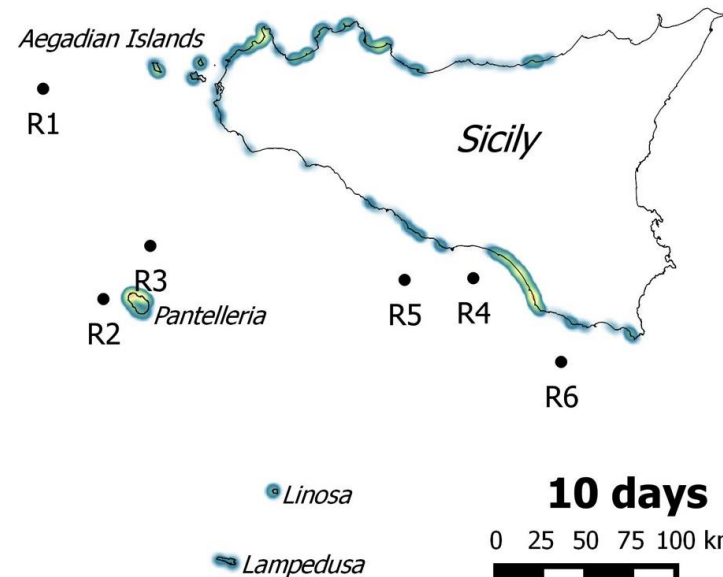 Aegadian Islands
R1
Sicily
R3
R2
Pantelleria
R5
R4
R6
Linosa
10 days
Lampedusa
0 25 50 75 100 km